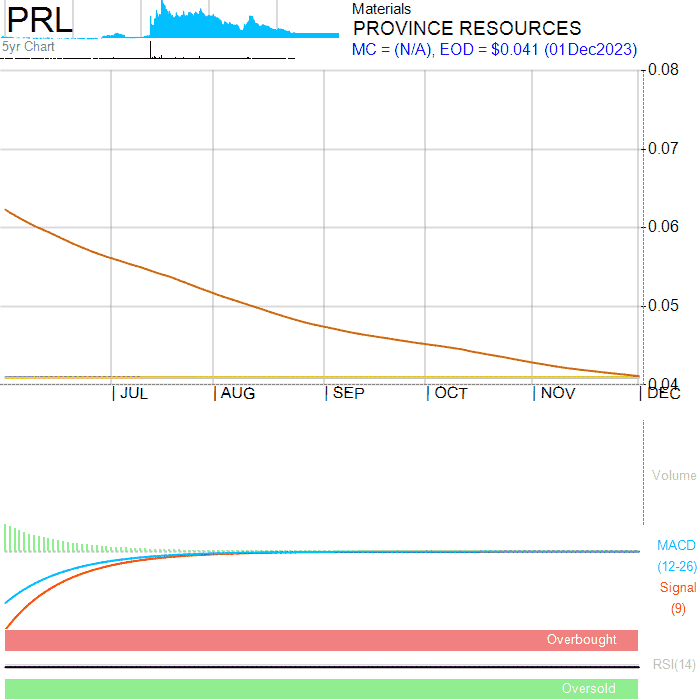 PRL
5yr Chart
Materials
PROVINCE RESOURCES
MC = (N/A), EOD = $0.041 (01Dec2023)
0.08
0.07
0.06
0.05
0.04
JUL AUG SEP OCT NOV DEC
Volume
MACD
(12-26)
Signal
(9)
Overbought
RSI(14)
Oversold